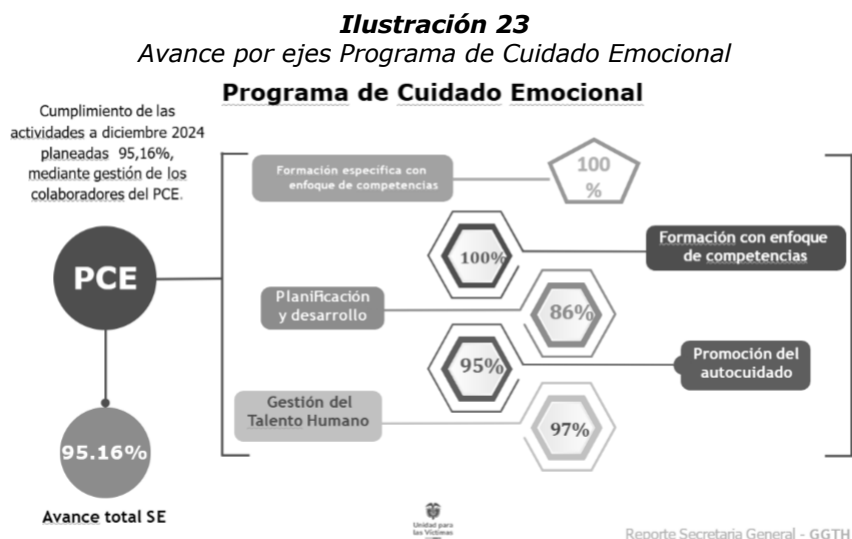 Ilustración 23
Avance por ejes Programa de Cuidado Emocional
Programa de Cuidado Emocional
Cumplimiento de las
actividades a diciembre 2024
planeadas 95,16%,
mediante gestión de los
colaboradores del PCE.
Formación específica con
enfoque de competencias
100
%
PCE
100%
Formación con enfoque
de competencias
Planificación
y desarrollo
86%
95%
Promoción del
autocuidado
Gestión del
Talento Humano
97%
95.16%
Avance total SE
Unidad para
las Víctimas
Reporte Secretaria General - GGTH